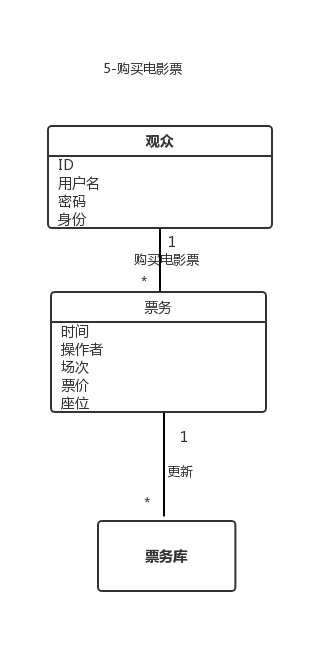 5-购买电影票
观众
ID
用户名
密码
身份
1
购买电影票
*
票务
时间
操作者
场次
票价
座位
1
更新
*
票务库